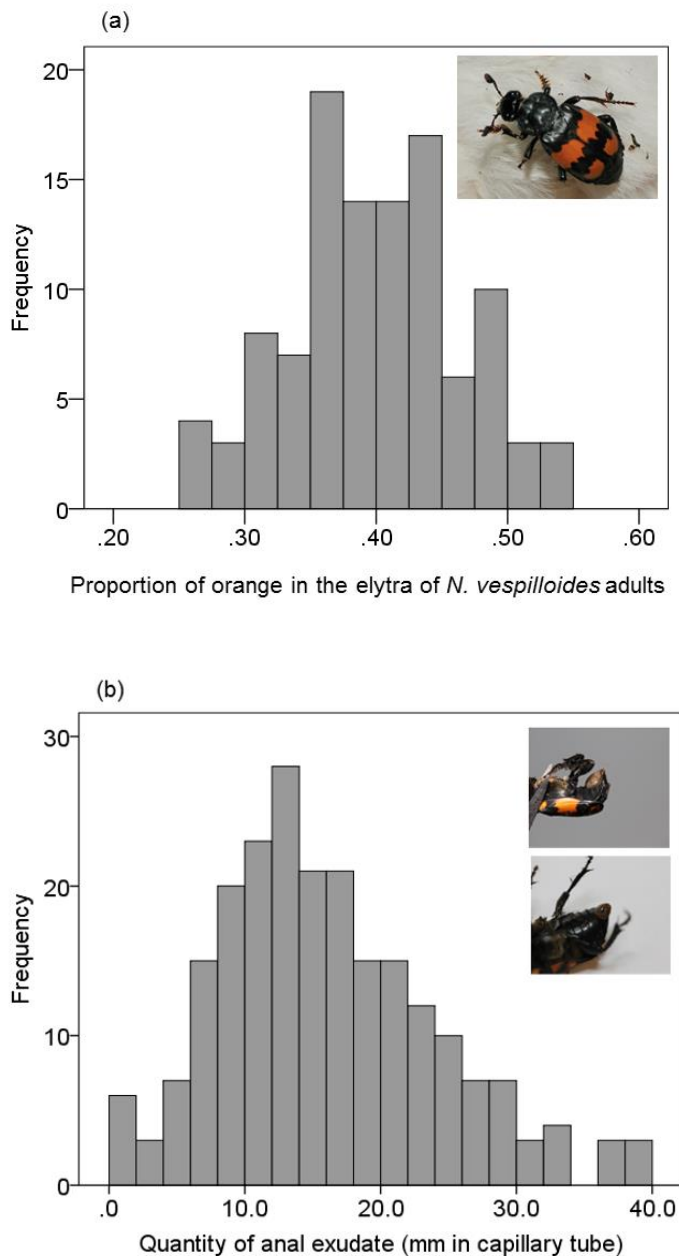 (a)
20
15
10
5
0
Frequency
.20 .30 .40 .50 .60
Proportion of orange in the elytra of N. vespilloides adults
(b)
30
20
10
0
Frequency
.0 10.0 20.0 30.0 40.0
Quantity of anal exudate (mm in capillary tube)